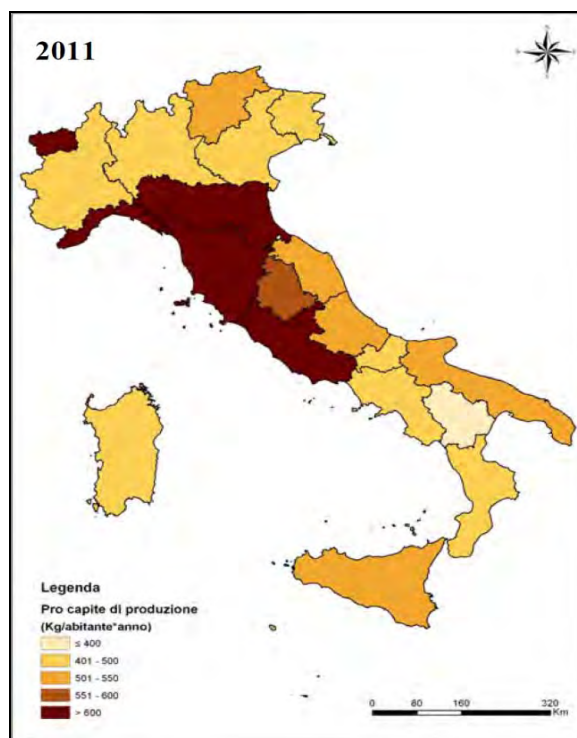 2011
Legenda
Pro capite di produzione
(Kg/abitante*anno)
≤ 400
401 - 500
501 - 550
551 - 600
> 600
0 80 160 320
Km